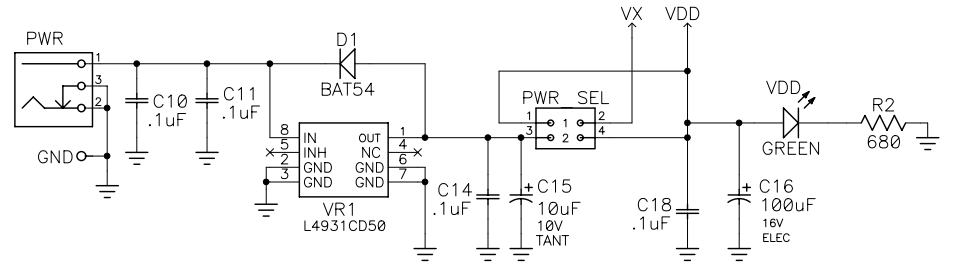 VX VDD
PWR
D1
BAT54
1
3
2
C10
.1uF
C11
.1uF
PWR_SEL
1 1 2
3 2 4
VDD
GREEN
R2
680
8 IN OUT 1
5 INH NC 4
2 GND GND 6
3 GND GND 7
VR1
L4931CD50
GND
C14
.1uF
+ C15
10uF
10V
TANT
C18
.1uF
+ C16
100uF
16V
ELEC